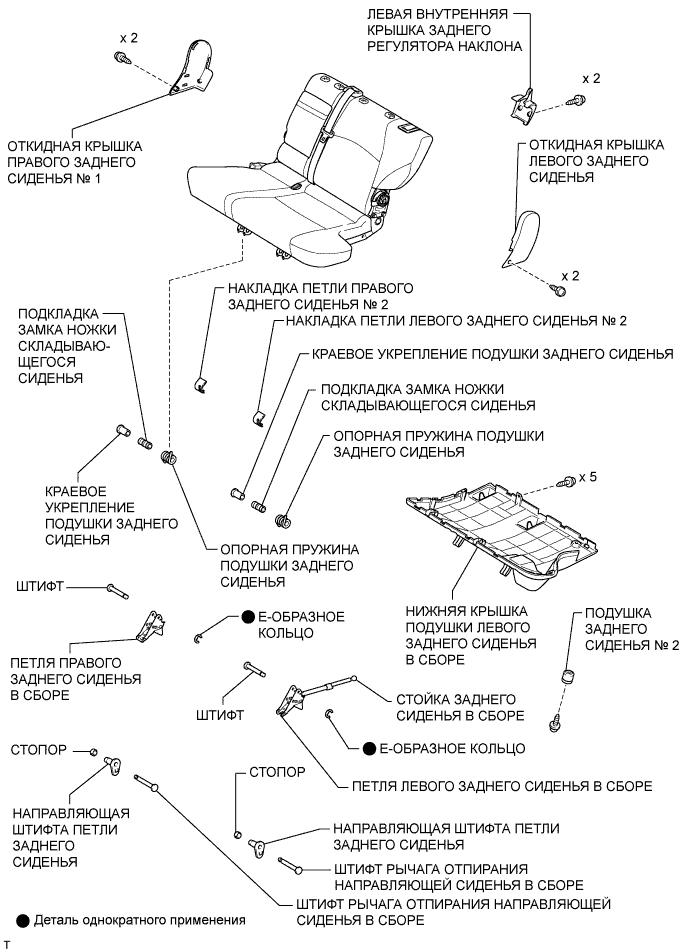 ЛЕВАЯ ВНУТРЕННЯЯ
КРЫШКА ЗАДНЕГО
РЕГУЛЯТОРА НАКЛОНА
x 2
x 2
ОТКИДНАЯ КРЫШКА
ПРАВОГО ЗАДНЕГО
СИДЕНЬЯ № 1
ОТКИДНАЯ КРЫШКА
ЛЕВОГО ЗАДНЕГО
СИДЕНЬЯ
x 2
НАКЛАДКА ПЕТЛИ ПРАВОГО
ЗАДНЕГО СИДЕНЬЯ № 2
ПОДКЛАДКА
ЗАМКА НОЖКИ
СКЛАДЫВАЮ-
ЩЕГОСЯ
СИДЕНЬЯ
НАКЛАДКА ПЕТЛИ ЛЕВОГО ЗАДНЕГО СИДЕНЬЯ № 2
КРАЕВОЕ УКРЕПЛЕНИЕ ПОДУШКИ ЗАДНЕГО СИДЕНЬЯ
ПОДКЛАДКА ЗАМКА НОЖКИ
СКЛАДЫВАЮЩЕГОСЯ СИДЕНЬЯ
ОПОРНАЯ ПРУЖИНА ПОДУШКИ
ЗАДНЕГО СИДЕНЬЯ
x 5
КРАЕВОЕ
УКРЕПЛЕНИЕ
ПОДУШКИ ЗАДНЕГО
СИДЕНЬЯ
ОПОРНАЯ ПРУЖИНА
ПОДУШКИ ЗАДНЕГО
СИДЕНЬЯ
ШТИФТ
Е-ОБРАЗНОЕ
КОЛЬЦО
НИЖНЯЯ КРЫШКА
ПОДУШКИ ЛЕВОГО
ЗАДНЕГО СИДЕНЬЯ
В СБОРЕ
ПОДУШКА
ЗАДНЕГО
СИДЕНЬЯ № 2
ПЕТЛЯ ПРАВОГО
ЗАДНЕГО СИДЕНЬЯ
В СБОРЕ
ШТИФТ
СТОЙКА ЗАДНЕГО
СИДЕНЬЯ В СБОРЕ
Е-ОБРАЗНОЕ КОЛЬЦО
СТОПОР
СТОПОР
ПЕТЛЯ ЛЕВОГО ЗАДНЕГО СИДЕНЬЯ В СБОРЕ
НАПРАВЛЯЮЩАЯ
ШТИФТА ПЕТЛИ
ЗАДНЕГО
СИДЕНЬЯ
НАПРАВЛЯЮЩАЯ ШТИФТА ПЕТЛИ
ЗАДНЕГО СИДЕНЬЯ
ШТИФТ РЫЧАГА ОТПИРАНИЯ
НАПРАВЛЯЮЩЕЙ СИДЕНЬЯ В СБОРЕ
ШТИФТ РЫЧАГА ОТПИРАНИЯ НАПРАВЛЯЮЩЕЙ
СИДЕНЬЯ В СБОРЕ
● Деталь однократного применения
T